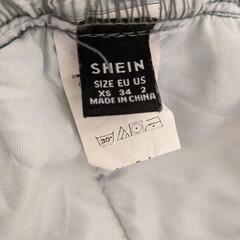 SHEIN
SIZE EU US
XS 34 2
MADE IN CHINA
30°